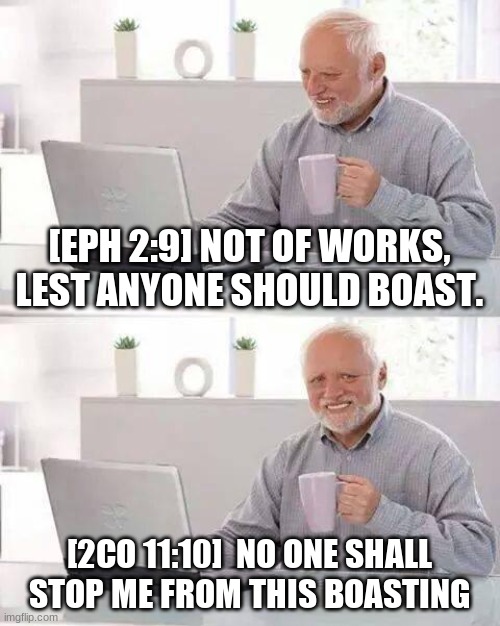 [EPH 2:9] NOT OF WORKS,
LEST ANYONE SHOULD BOAST.
[2CO 11:10]  NO ONE SHALL
STOP ME FROM THIS BOASTING
imgflip.com